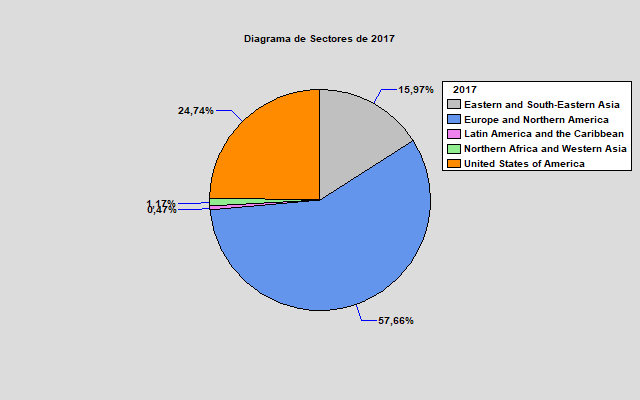 Diagrama de Sectores de 2017
15,97%
24,74%
1,17%
0,47%
57,66%
2017
Eastern and South-Eastern Asia
Europe and Northern America
Latin America and the Caribbean
Northern Africa and Western Asia
United States of America